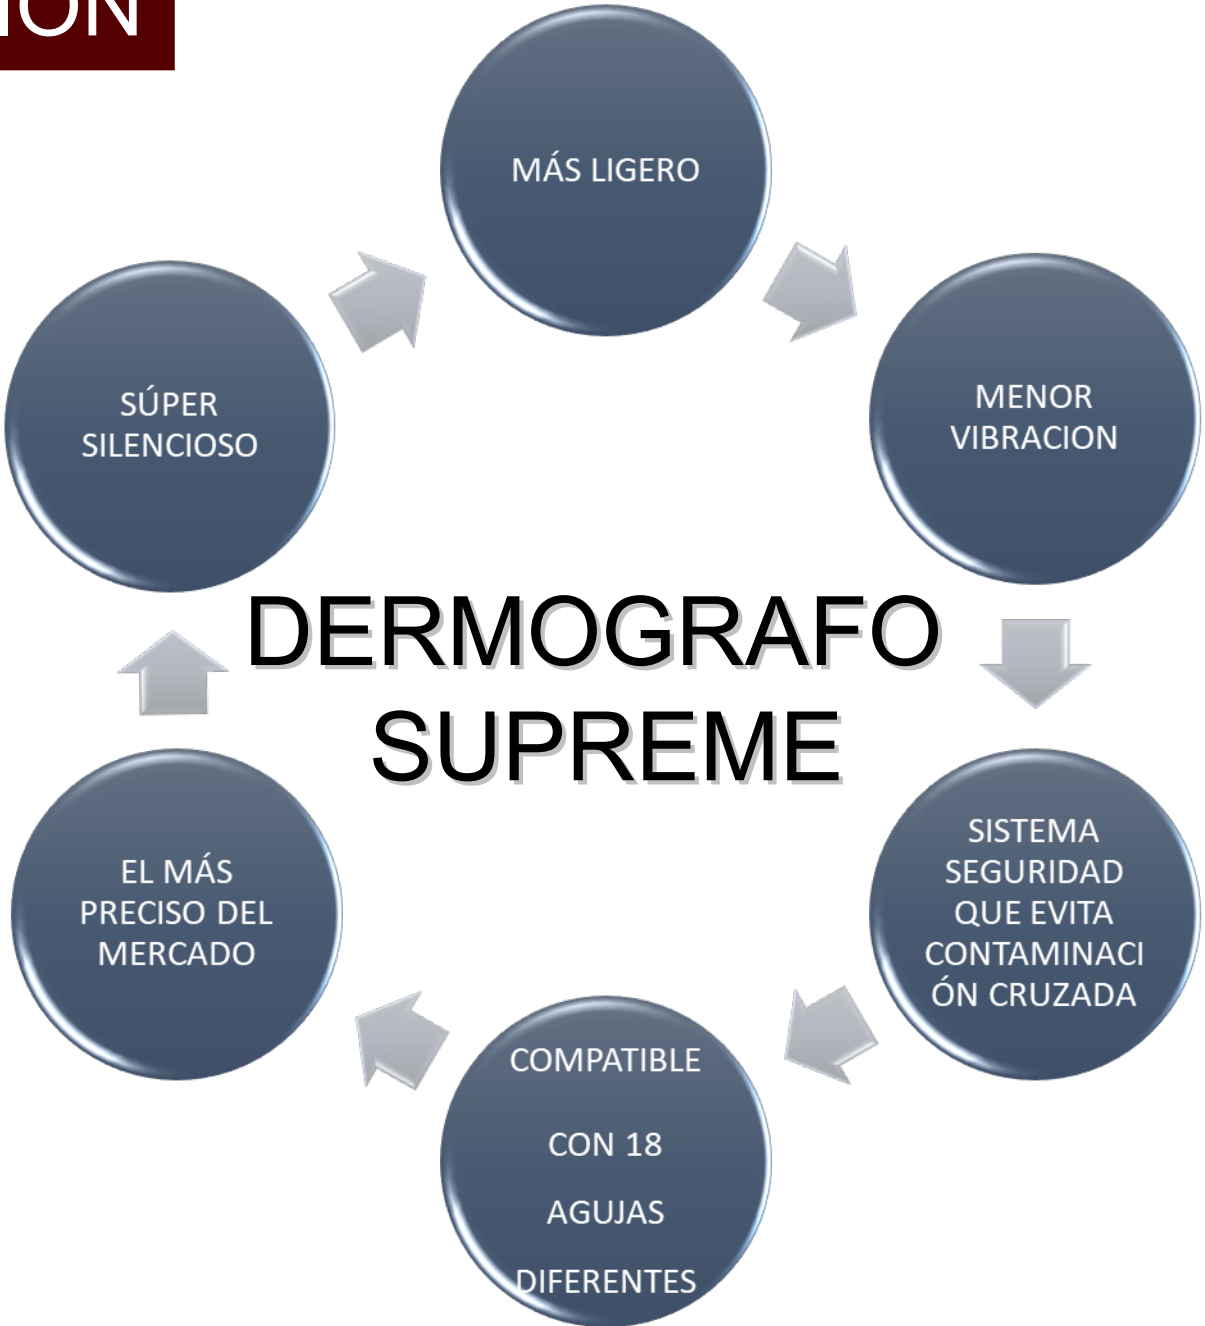 IÓN
MÁS LIGERO
MENOR
VIBRACION
SISTEMA
SEGURIDAD
QUE EVITA
CONTAMINACI
ÓN CRUZADA
COMPATIBLE
CON 18
AGUJAS
DIFERENTES
EL MÁS
PRECISO DEL
MERCADO
SÚPER
SILENCIOSO
DERMOGRAFO
SUPREME